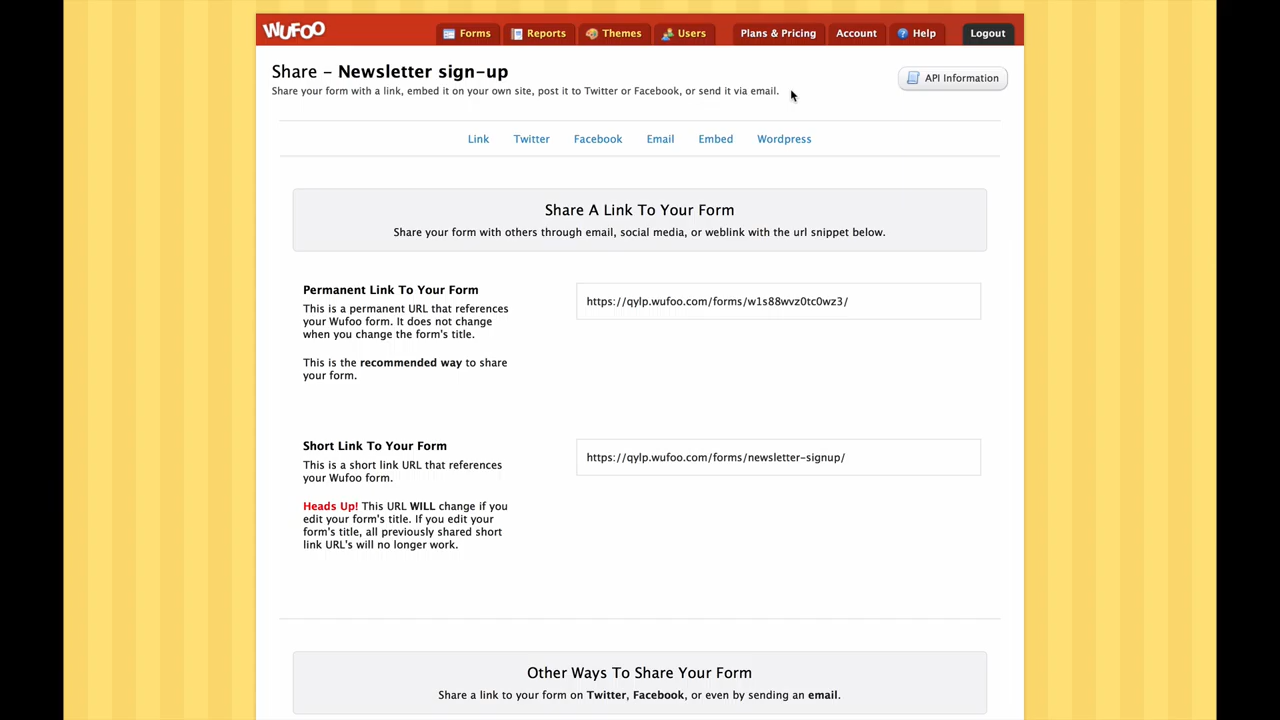 WUFOO
Forms
Reports
Themes
Users
Plans & Pricing
Account
Help
Logout
Share – Newsletter sign-up
Share your form with a link, embed it on your own site, post it to Twitter or Facebook, or send it via email.
API Information
Link
Twitter
Facebook
Email
Embed
Wordpress
Share A Link To Your Form
Share your form with others through email, social media, or weblink with the url snippet below.
Permanent Link To Your Form
This is a permanent URL that references
your Wufoo form. It does not change
when you change the form's title.
This is the recommended way to share
your form.
https://qylp.wufoo.com/forms/w1s88wvz0tc0wz3/
Short Link To Your Form
This is a short link URL that references
your Wufoo form.
Heads Up! This URL WILL change if you
edit your form's title. If you edit your
form's title, all previously shared short
link URL's will no longer work.
https://qylp.wufoo.com/forms/newsletter-signup/
Other Ways To Share Your Form
Share a link to your form on Twitter, Facebook, or even by sending an email.